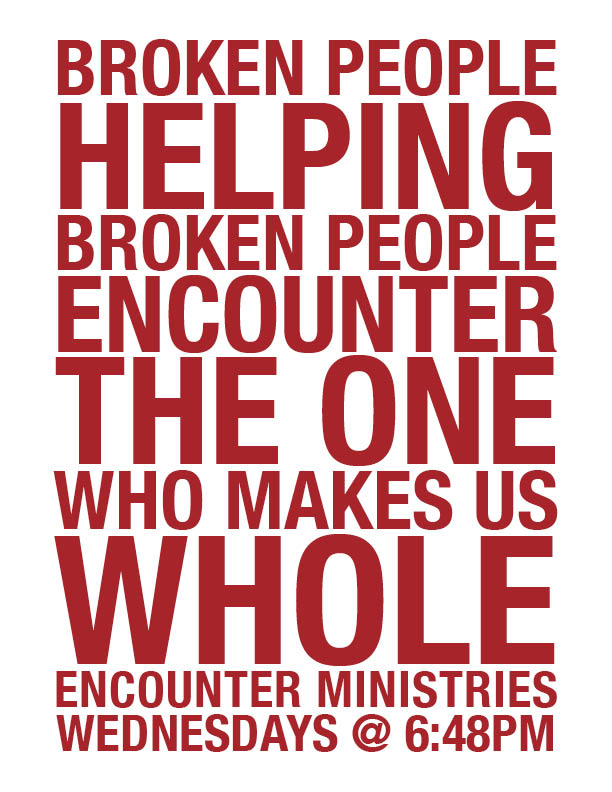 BROKEN PEOPLE
HELPING
BROKEN PEOPLE
ENCOUNTER
THE ONE
WHO MAKES US
WHOLE
ENCOUNTER MINISTRIES
WEDNESDAYS @ 6:48PM